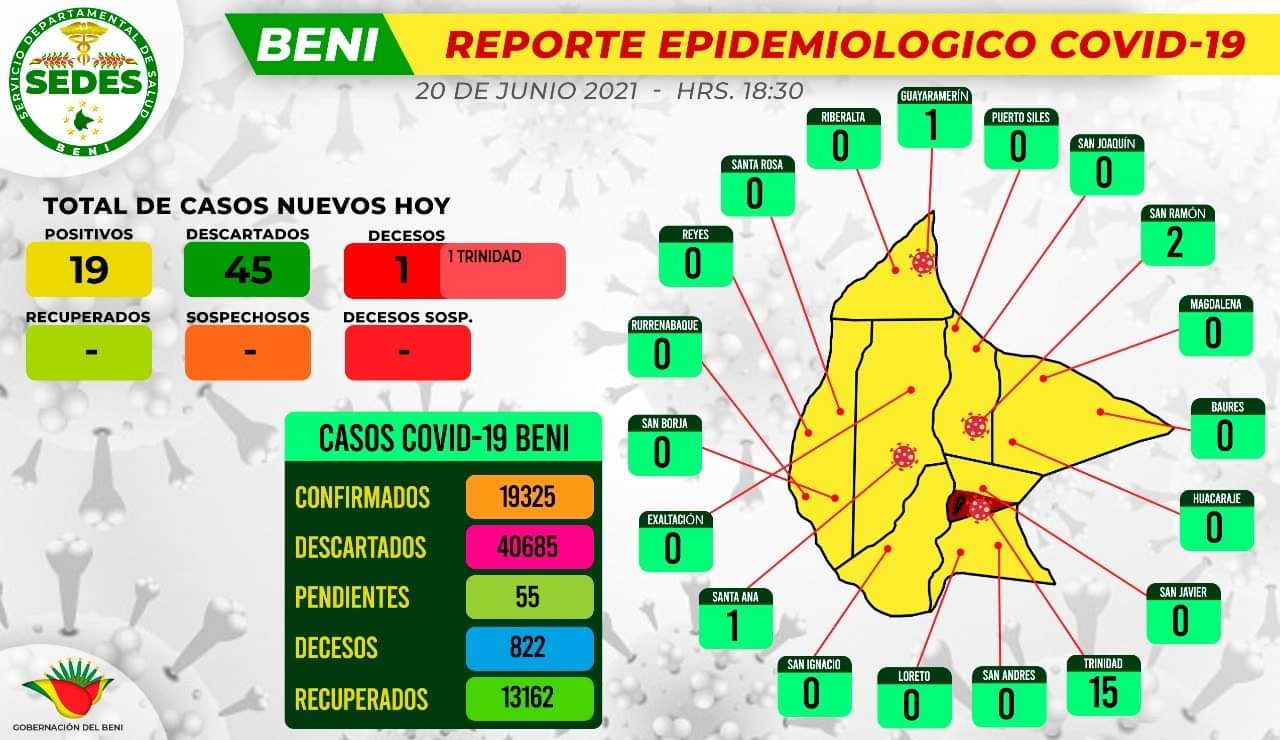 SERVICIO DEPARTAMENTAL DE SALUD
SEDES
BENI
BENI
REPORTE EPIDEMIOLOGICO COVID-19
20 DE JUNIO 2021 - HRS. 18:30
TOTAL DE CASOS NUEVOS HOY
POSITIVOS
19
DESCARTADOS
45
DECESOS
1
1 TRINIDAD
RECUPERADOS
-
SOSPECHOSOS
-
DECESOS SOSP.
-
CASOS COVID-19 BENI
CONFIRMADOS 19325
DESCARTADOS 40685
PENDIENTES 55
DECESOS 822
RECUPERADOS 13162
GUAYARAMERÍN
1
RIBERALTA
0
PUERTO SILES
0
SAN JOAQUÍN
0
SANTA ROSA
0
SAN RAMÓN
2
REYES
0
MAGDALENA
0
RURRENABAQUE
0
BAURES
0
SAN BORJA
0
HUACARAJE
0
EXALTACIÓN
0
SAN JAVIER
0
SANTA ANA
1
SAN IGNACIO
0
LORETO
0
SAN ANDRES
0
TRINIDAD
15
GOBERNACIÓN DEL BENI